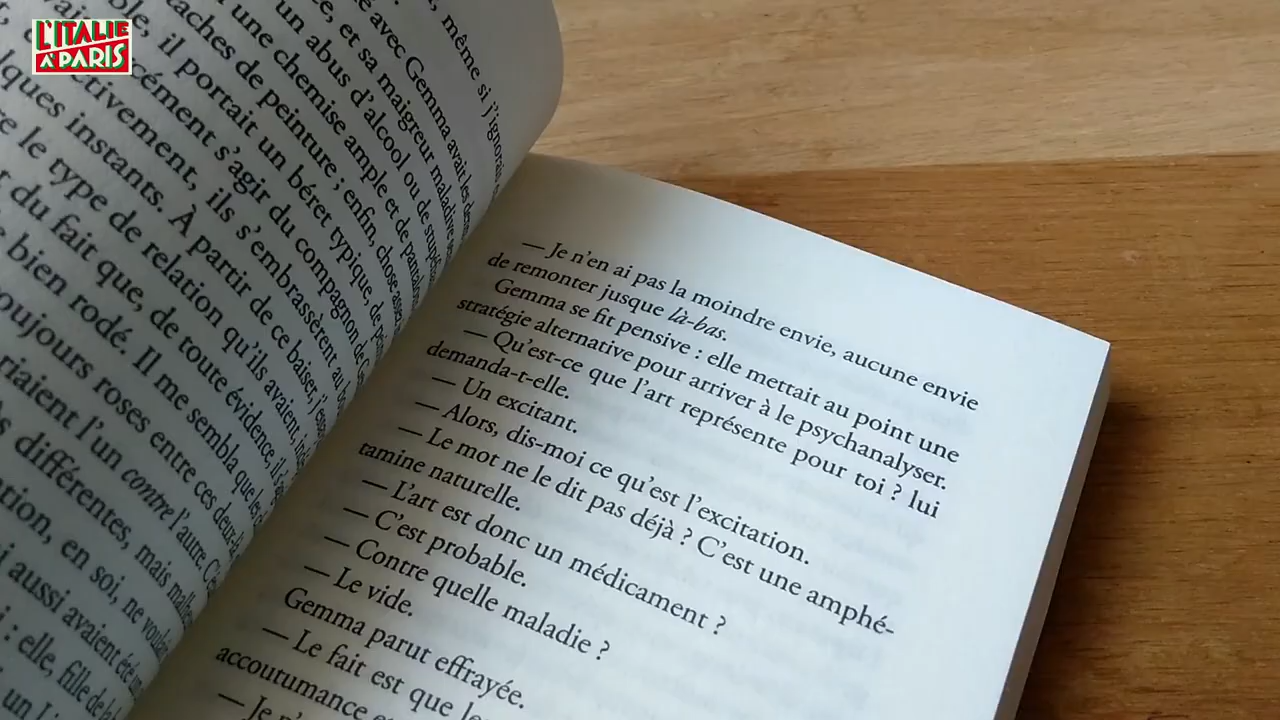 L'ITALIE
À PARIS
, même si j'ignorais
avec Gemma avait les
ce, et sa maigreur maladive
un abus d'alcool ou de
une chemise ample et de
taches de peinture ; enfin, chose
il portait un béret typique, de
s'agir du compagnon de
ctivement, ils s'embrassèrent au
lques instants. À partir de ce baiser,
re le type de relation qu'ils avaient,
du fait que, de toute évidence, il
bien rodé. Il me sembla que
oujours roses entre ces deux-là
riaient l'un contre l'autre.
différentes, mais
tion, en soi, ne
i aussi avaient été
i : elle, fille de
un
— Je n'en ai pas la moindre envie, aucune envie
de remonter jusque là-bas.
Gemma se fit pensive : elle mettait au point une
stratégie alternative pour arriver à le psychanalyser.
— Qu'est-ce que l'art représente pour toi ? lui
demanda-t-elle.
— Un excitant.
— Alors, dis-moi ce qu'est l'excitation.
— Le mot ne le dit pas déjà ? C'est une amphé-
tamine naturelle.
— L'art est donc un médicament ?
— C'est probable.
— Contre quelle maladie ?
— Le vide.
Gemma parut effrayée.
— Le fait est que le
accoutumance
— Je n'